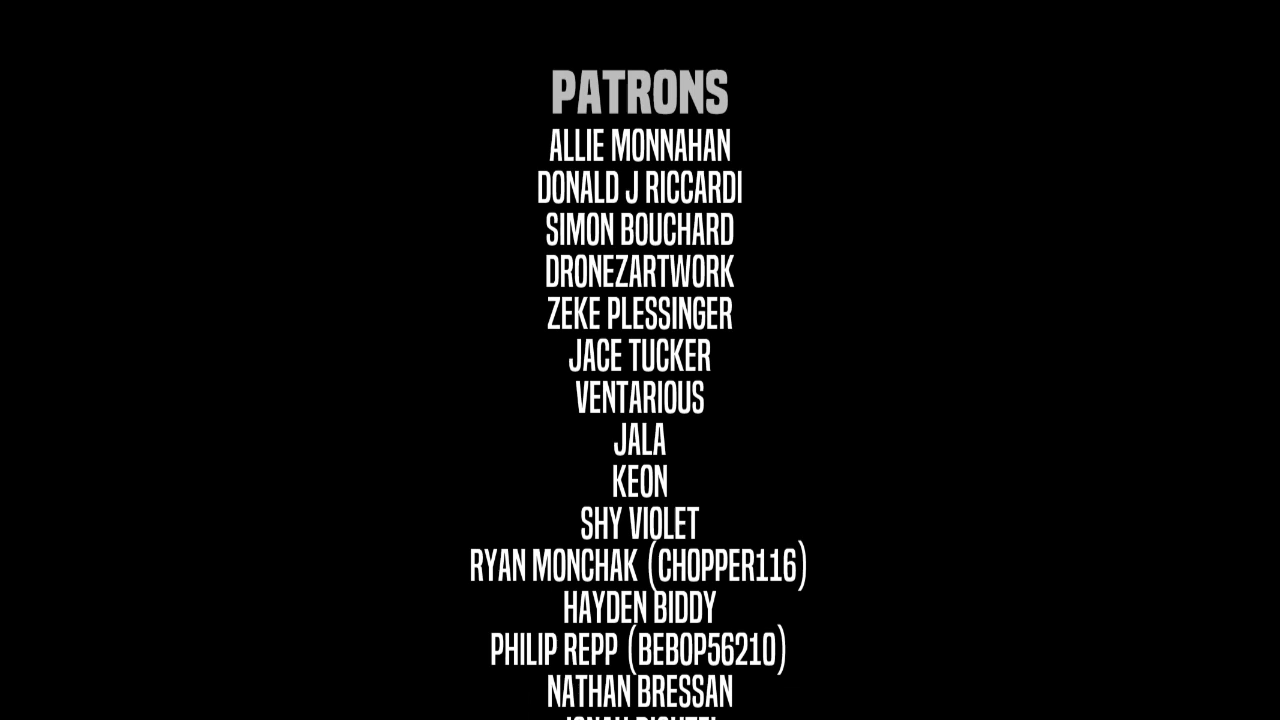 PATRONS
ALLIE MONNAHAN
DONALD J RICCARDI
SIMON BOUCHARD
DRONEZARTWORK
ZEKE PLESSINGER
JACE TUCKER
VENTARIOUS
JALA
KEON
SHY VIOLET
RYAN MONCHAK (CHOPPER116)
HAYDEN BIDDY
PHILIP REPP (BEBOP56210)
NATHAN BRESSAN